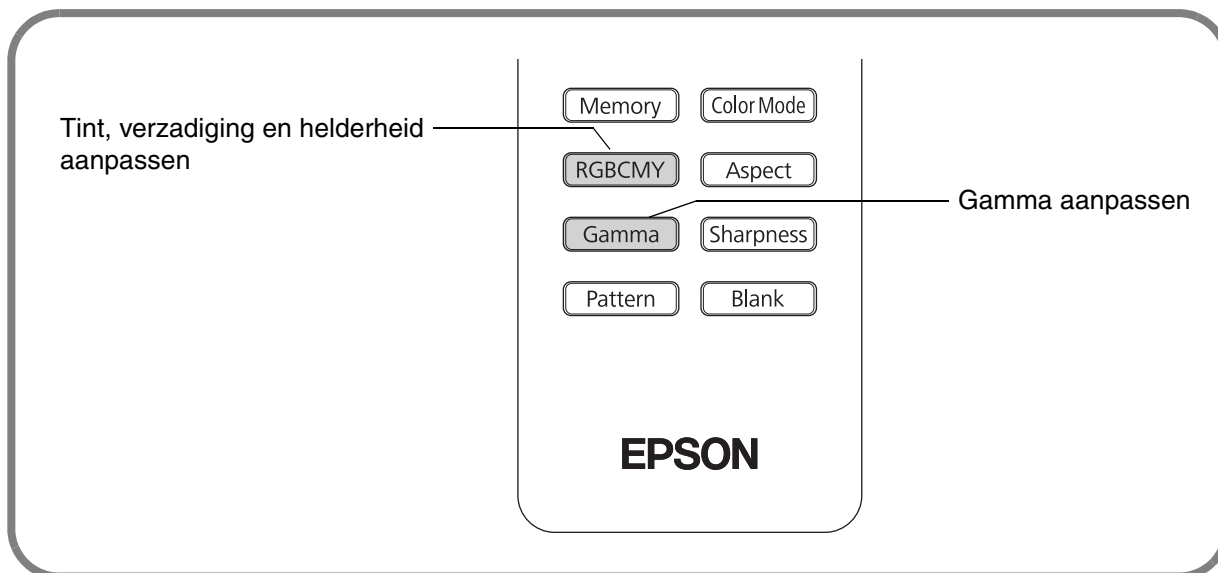 Memory
Color Mode
Tint, verzadiging en helderheid
aanpassen
RGBCMY
Aspect
Gamma aanpassen
Gamma
Sharpness
Pattern
Blank
EPSON